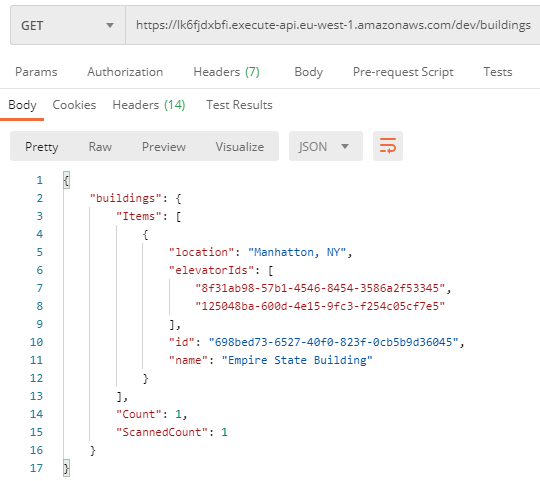 GET https://lk6fjdxbfi.execute-api.eu-west-1.amazonaws.com/dev/buildings
Params Authorization Headers (7) Body Pre-request Script Tests
Body Cookies Headers (14) Test Results
Pretty Raw Preview Visualize JSON
1 {
2 "buildings": {
3 "Items": [
4 {
5 "location": "Manhatton, NY",
6 "elevatorIds": [
7 "8f31ab98-57b1-4546-8454-3586a2f53345",
8 "125048ba-600d-4e15-9fc3-f254c05cf7e5"
9 ],
10 "id": "698bed73-6527-40f0-823f-0cb5b9d36045",
11 "name": "Empire State Building"
12 }
13 ],
14 "Count": 1,
15 "ScannedCount": 1
16 }
17 }